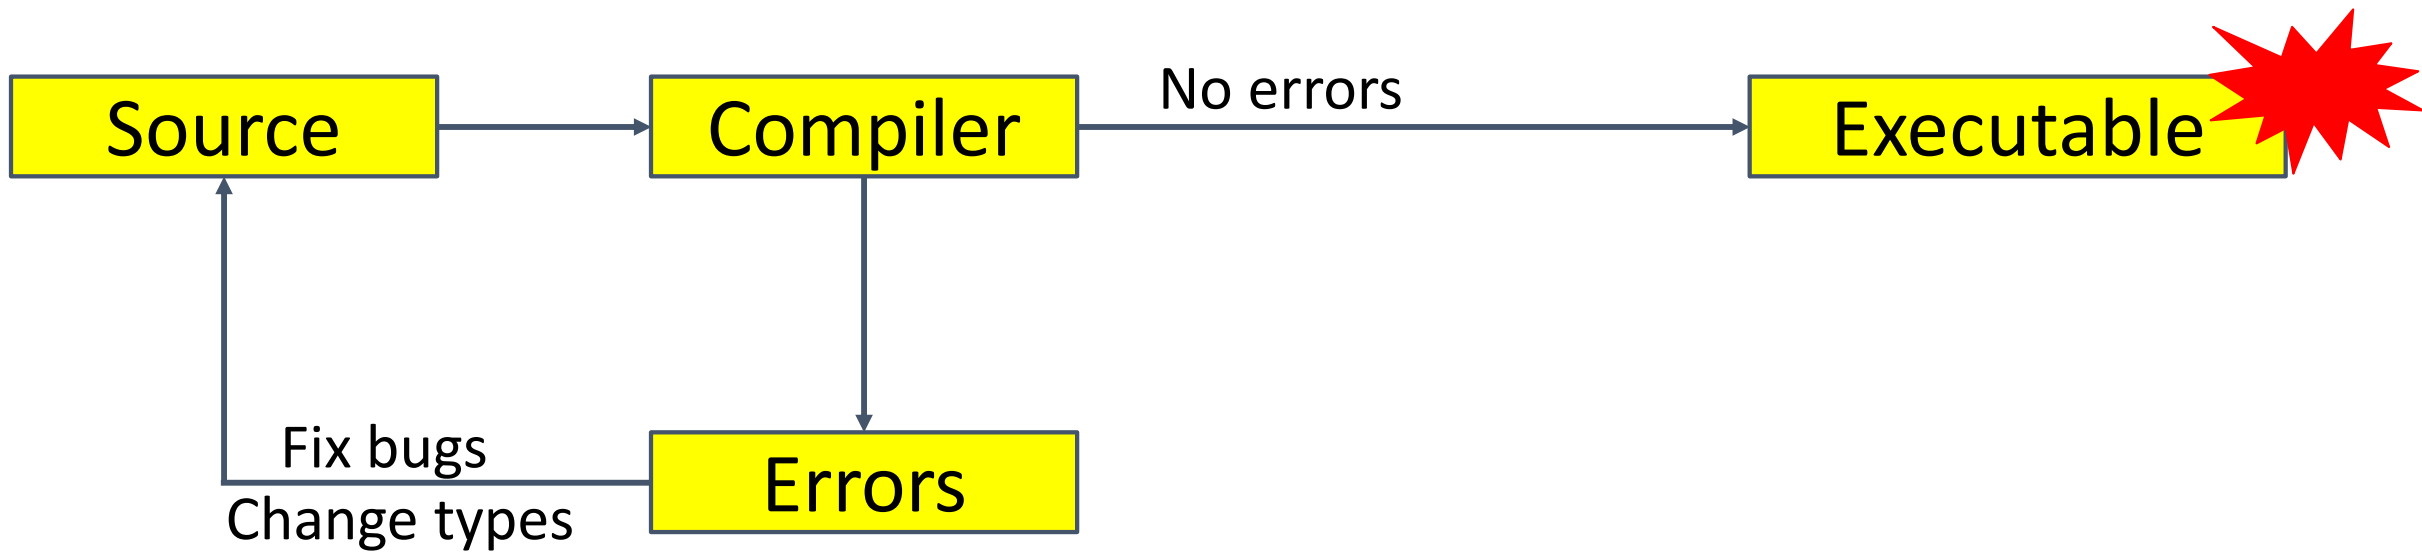 Source
Compiler
No errors
Executable
Fix bugs
Change types
Errors